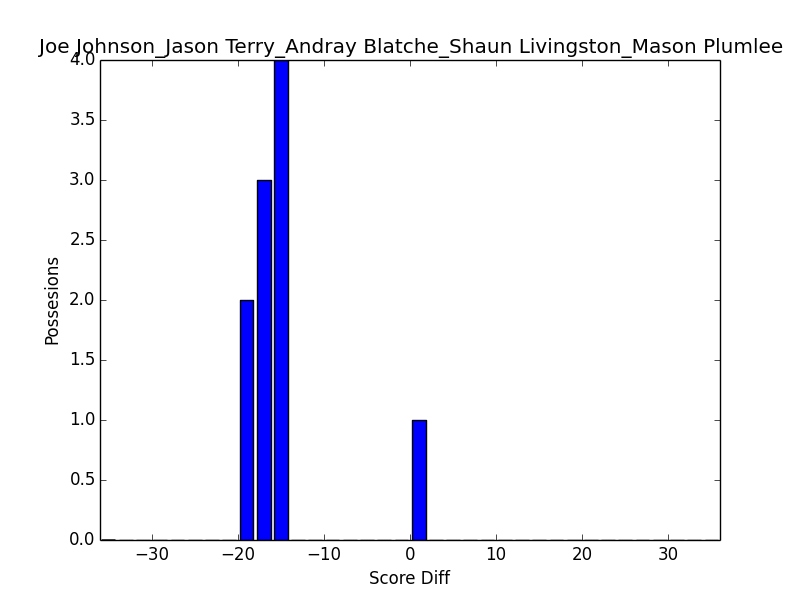 Joe Johnson_Jason Terry_Andray Blatche_Shaun Livingston_Mason Plumlee
4.0
3.5
3.0
2.5
2.0
1.5
1.0
0.5
0.0
Possesions
−30 −20 −10 0 10 20 30
Score Diff